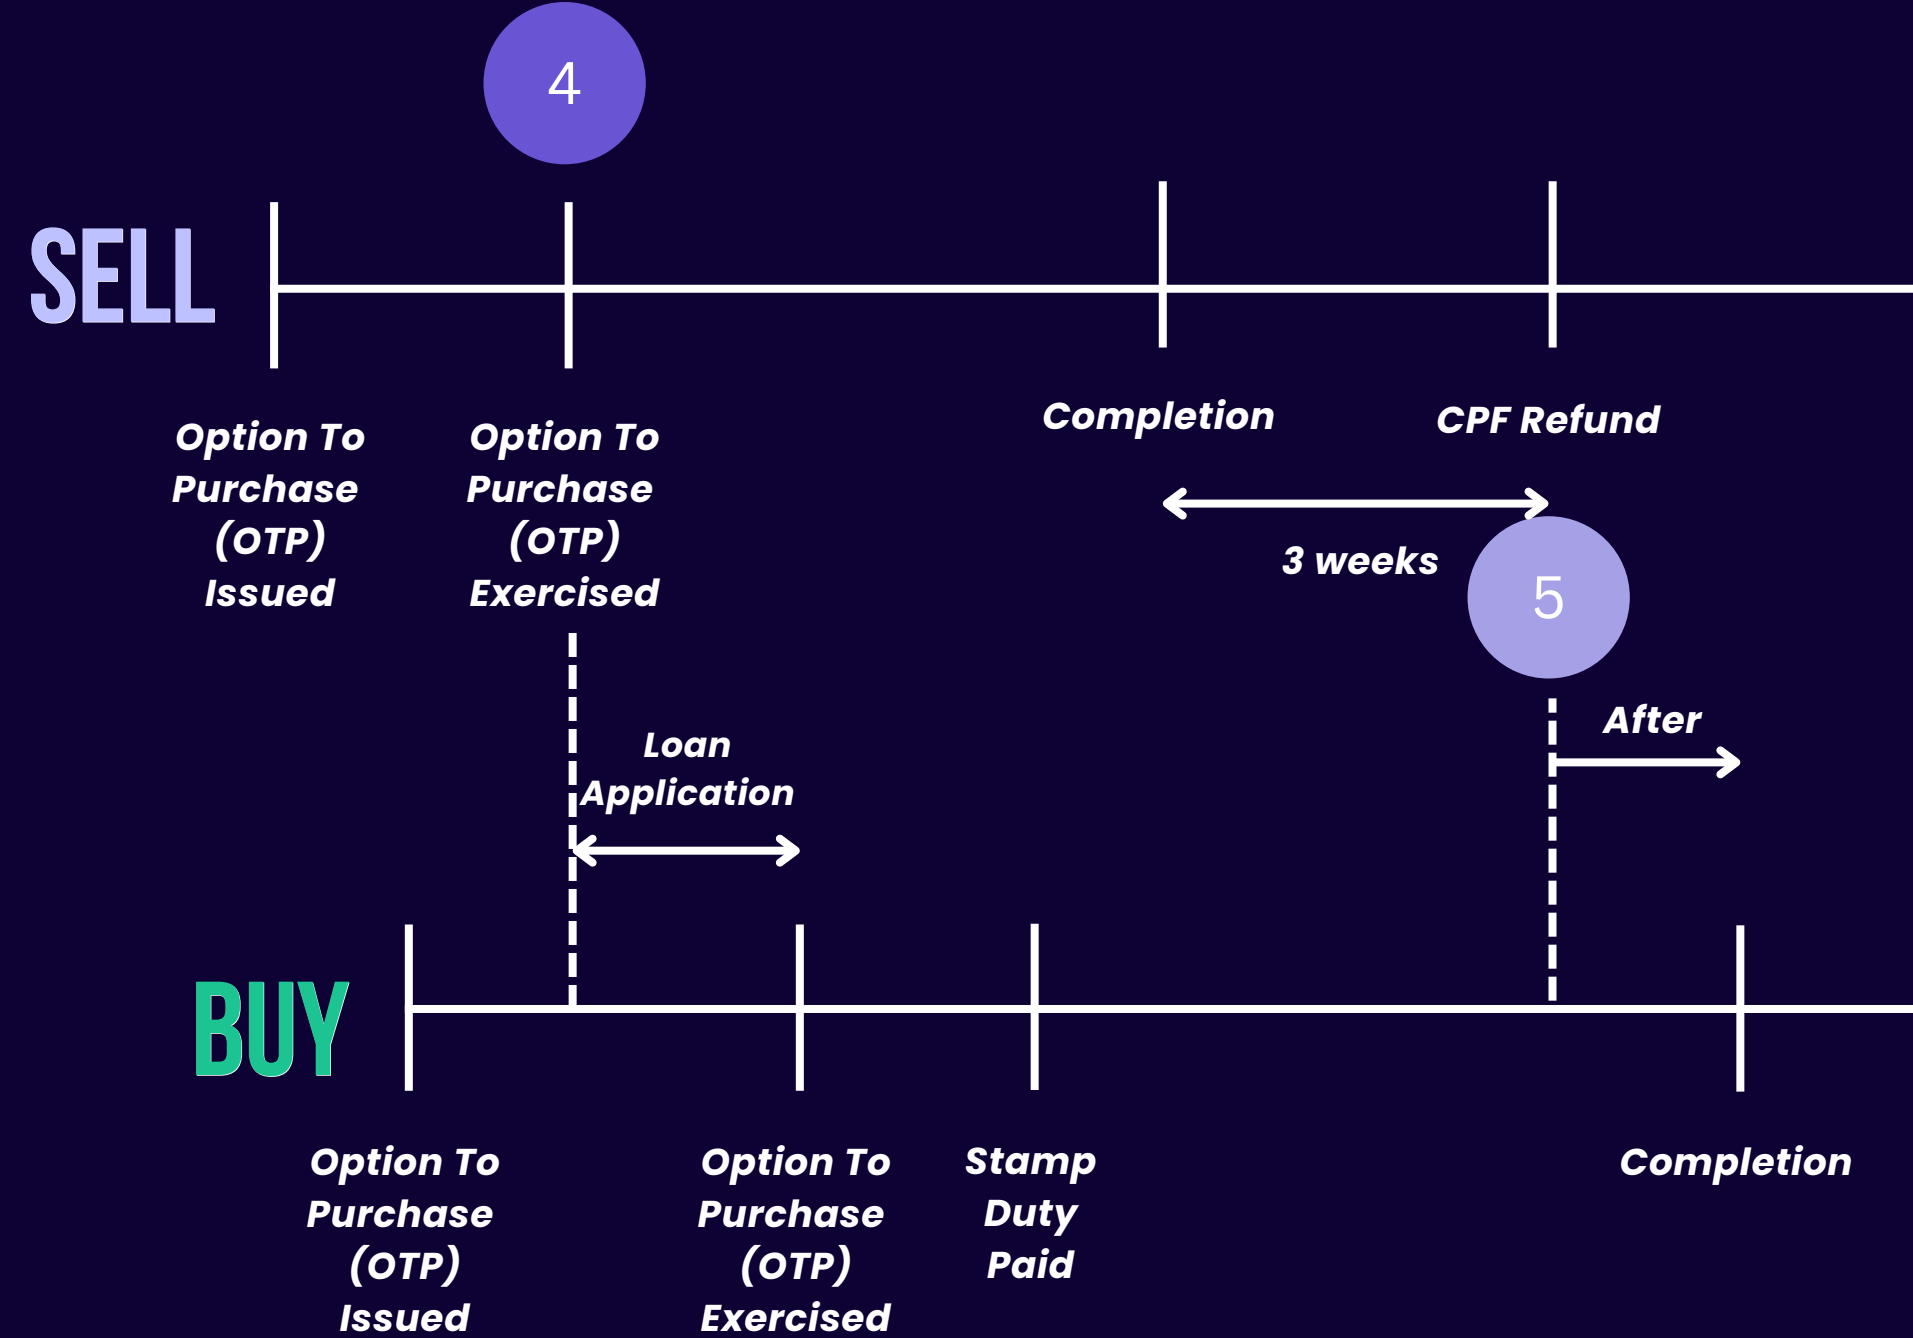 4
SELL
Option To
Purchase
(OTP)
Issued
Option To
Purchase
(OTP)
Exercised
Completion
CPF Refund
3 weeks
5
After
Loan
Application
BUY
Option To
Purchase
(OTP)
Issued
Option To
Purchase
(OTP)
Exercised
Stamp
Duty
Paid
Completion